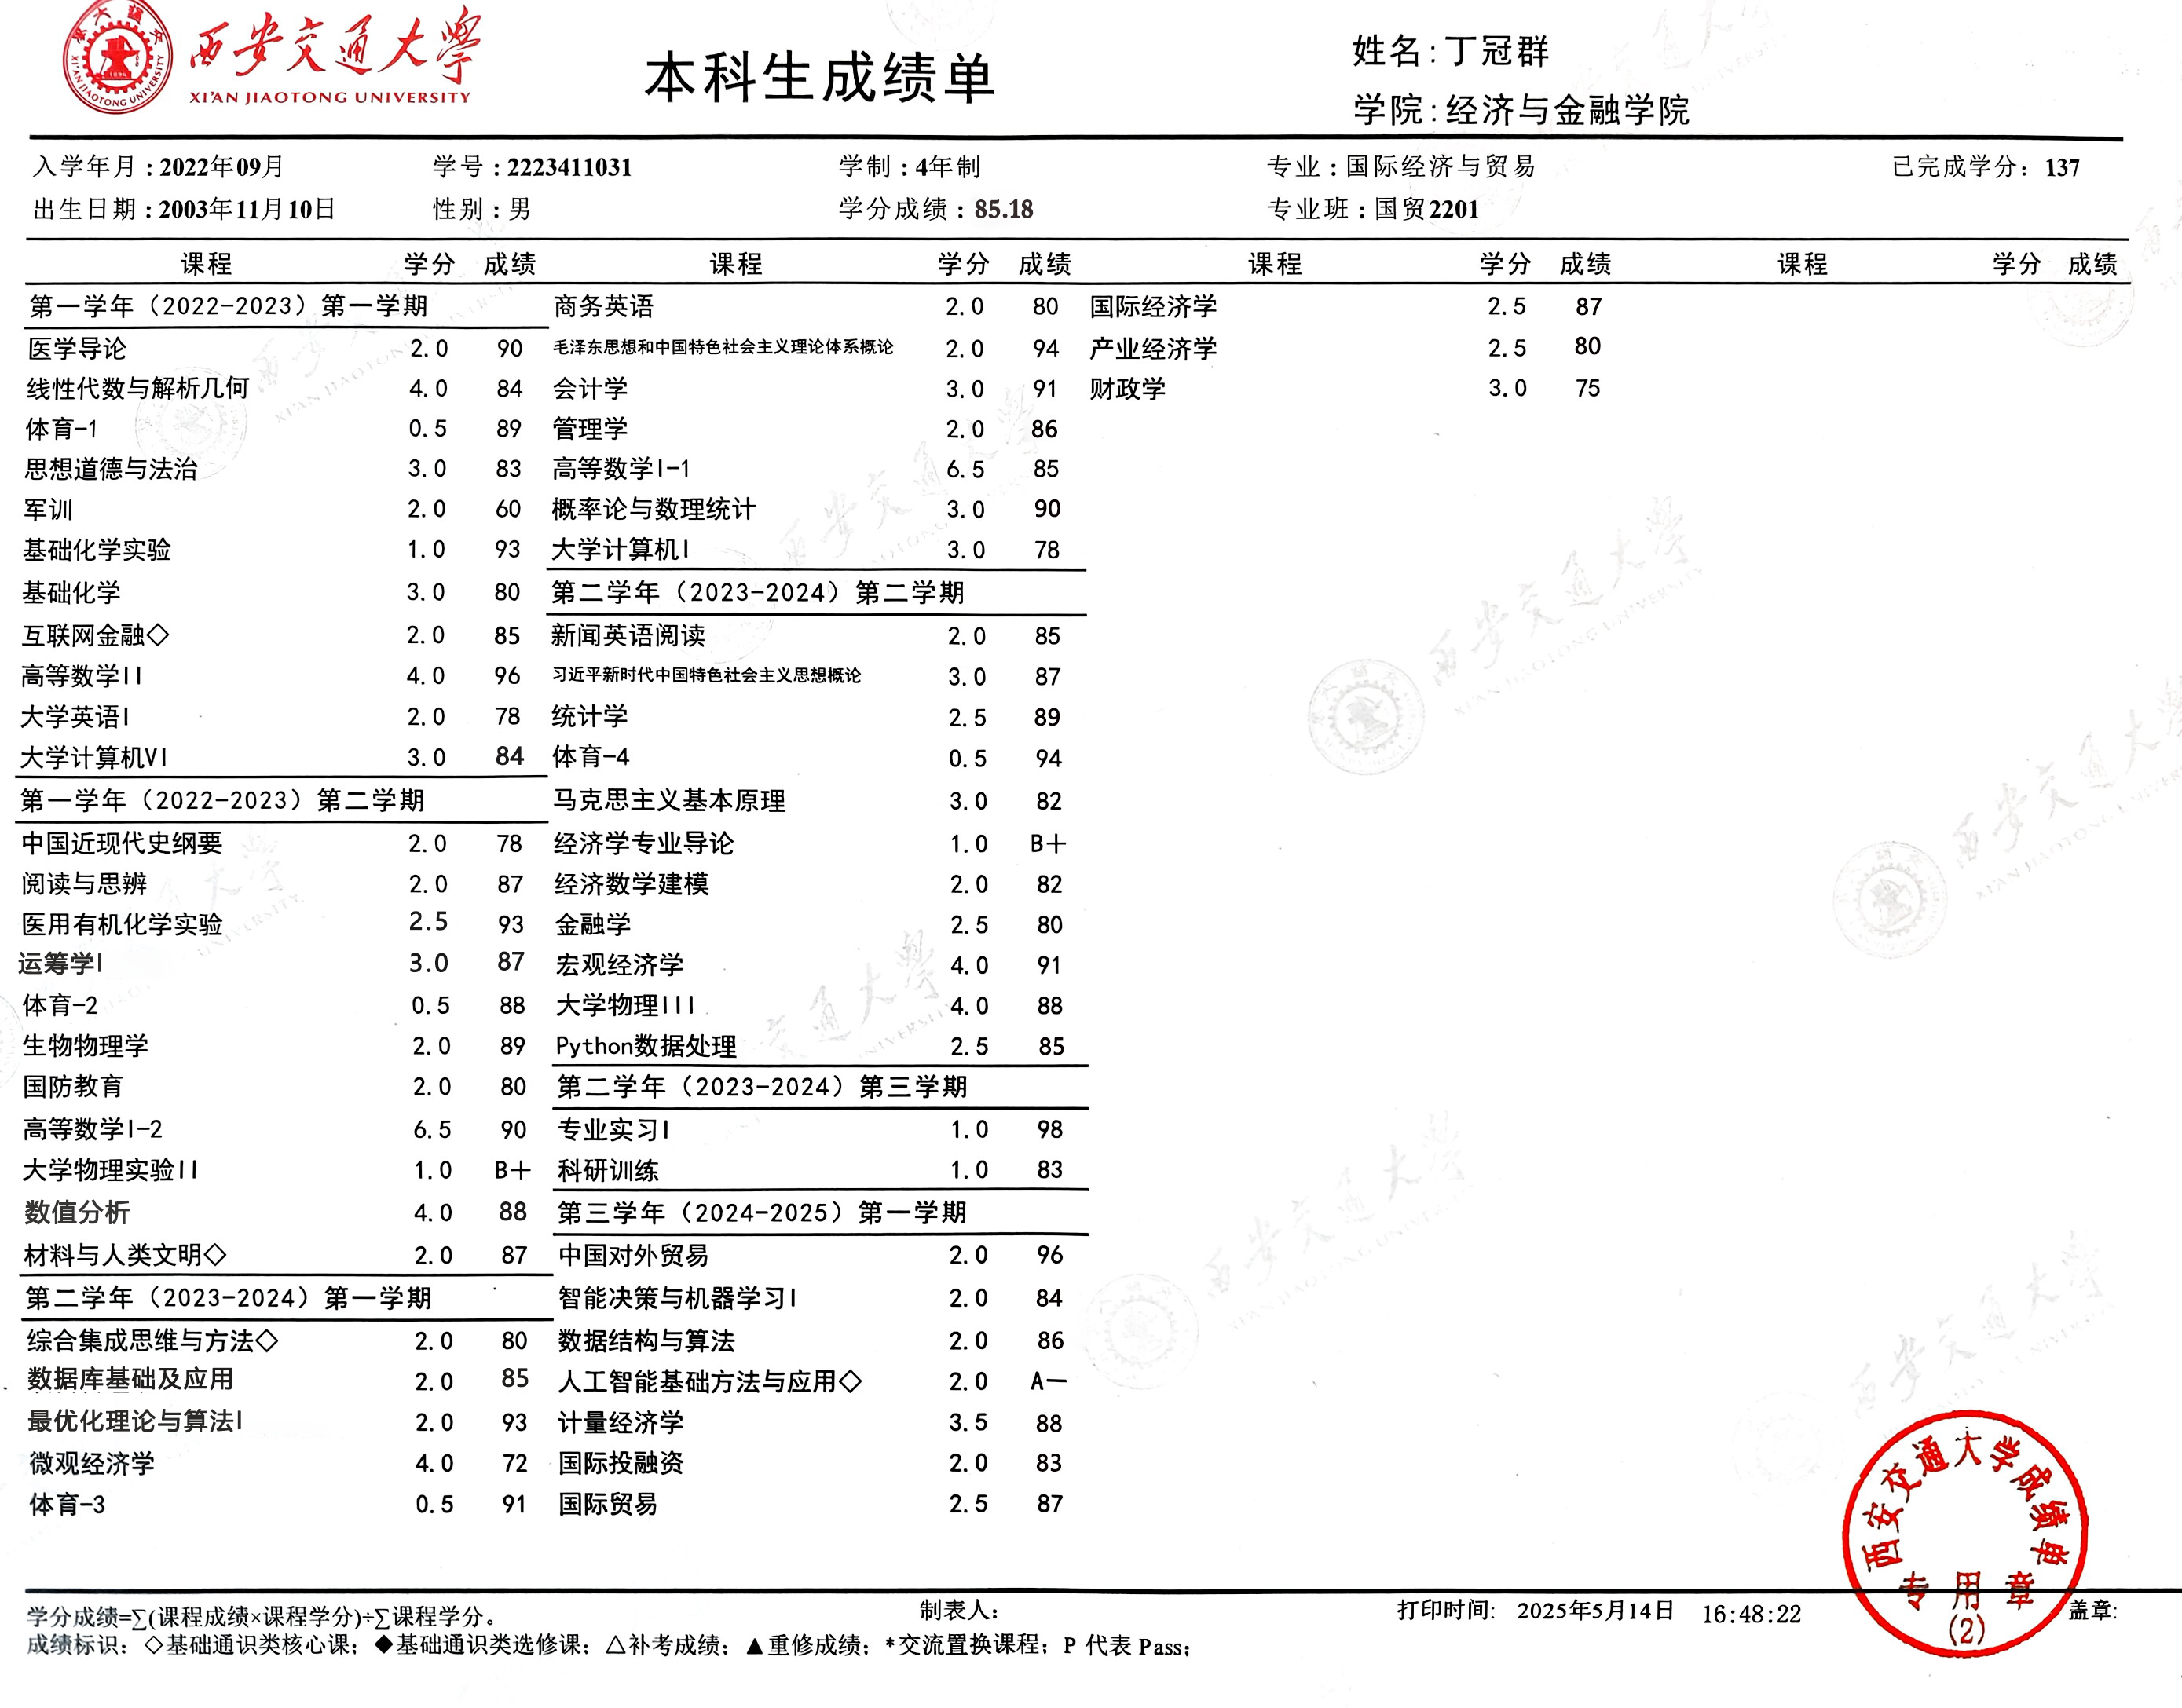 西安交通大学
XI'AN JIAOTONG UNIVERSITY
本科生成绩单
姓名:丁冠群
学院:经济与金融学院
入学年月:2022年09月 学号:2223411031 学制:4年制 专业:国际经济与贸易 已完成学分: 137
出生日期:2003年11月10日 性别:男 学分成绩:85.18 专业班:国贸2201
课程 学分 成绩 课程 学分 成绩 课程 学分 成绩 课程 学分 成绩
第一学年（2022-2023）第一学期
医学导论 2.0 90
线性代数与解析几何 4.0 84
体育-1 0.5 89
思想道德与法治 3.0 83
军训 2.0 60
基础化学实验 1.0 93
基础化学 3.0 80
互联网金融◇ 2.0 85
高等数学II 4.0 96
大学英语I 2.0 78
大学计算机VI 3.0 84
第一学年（2022-2023）第二学期
中国近现代史纲要 2.0 78
阅读与思辨 2.0 87
医用有机化学实验 2.5 93
运筹学I 3.0 87
体育-2 0.5 88
生物物理学 2.0 89
国防教育 2.0 80
高等数学I-2 6.5 90
大学物理实验II 1.0 B+
数值分析 4.0 88
材料与人类文明◇ 2.0 87
第二学年（2023-2024）第一学期
综合集成思维与方法◇ 2.0 80
数据库基础及应用 2.0 85
最优化理论与算法I 2.0 93
微观经济学 4.0 72
体育-3 0.5 91
商务英语 2.0 80
毛泽东思想和中国特色社会主义理论体系概论 2.0 94
会计学 3.0 91
管理学 2.0 86
高等数学I-1 6.5 85
概率论与数理统计 3.0 90
大学计算机I 3.0 78
第二学年（2023-2024）第二学期
新闻英语阅读 2.0 85
习近平新时代中国特色社会主义思想概论 3.0 87
统计学 2.5 89
体育-4 0.5 94
马克思主义基本原理 3.0 82
经济学专业导论 1.0 B+
经济数学建模 2.0 82
金融学 2.5 80
宏观经济学 4.0 91
大学物理III 4.0 88
Python数据处理 2.5 85
第二学年（2023-2024）第三学期
专业实习I 1.0 98
科研训练 1.0 83
第三学年（2024-2025）第一学期
中国对外贸易 2.0 96
智能决策与机器学习I 2.0 84
数据结构与算法 2.0 86
人工智能基础方法与应用◇ 2.0 A-
计量经济学 3.5 88
国际投融资 2.0 83
国际贸易 2.5 87
国际经济学 2.5 87
产业经济学 2.5 80
财政学 3.0 75
西安交通大学成绩单
专用章
(2)
学分成绩=∑(课程成绩×课程学分)÷∑课程学分。 制表人: 打印时间: 2025年5月14日 16:48:22 盖章:
成绩标识: ◇基础通识类核心课; ◆基础通识类选修课; △补考成绩; ▲重修成绩; *交流置换课程; P 代表 Pass;